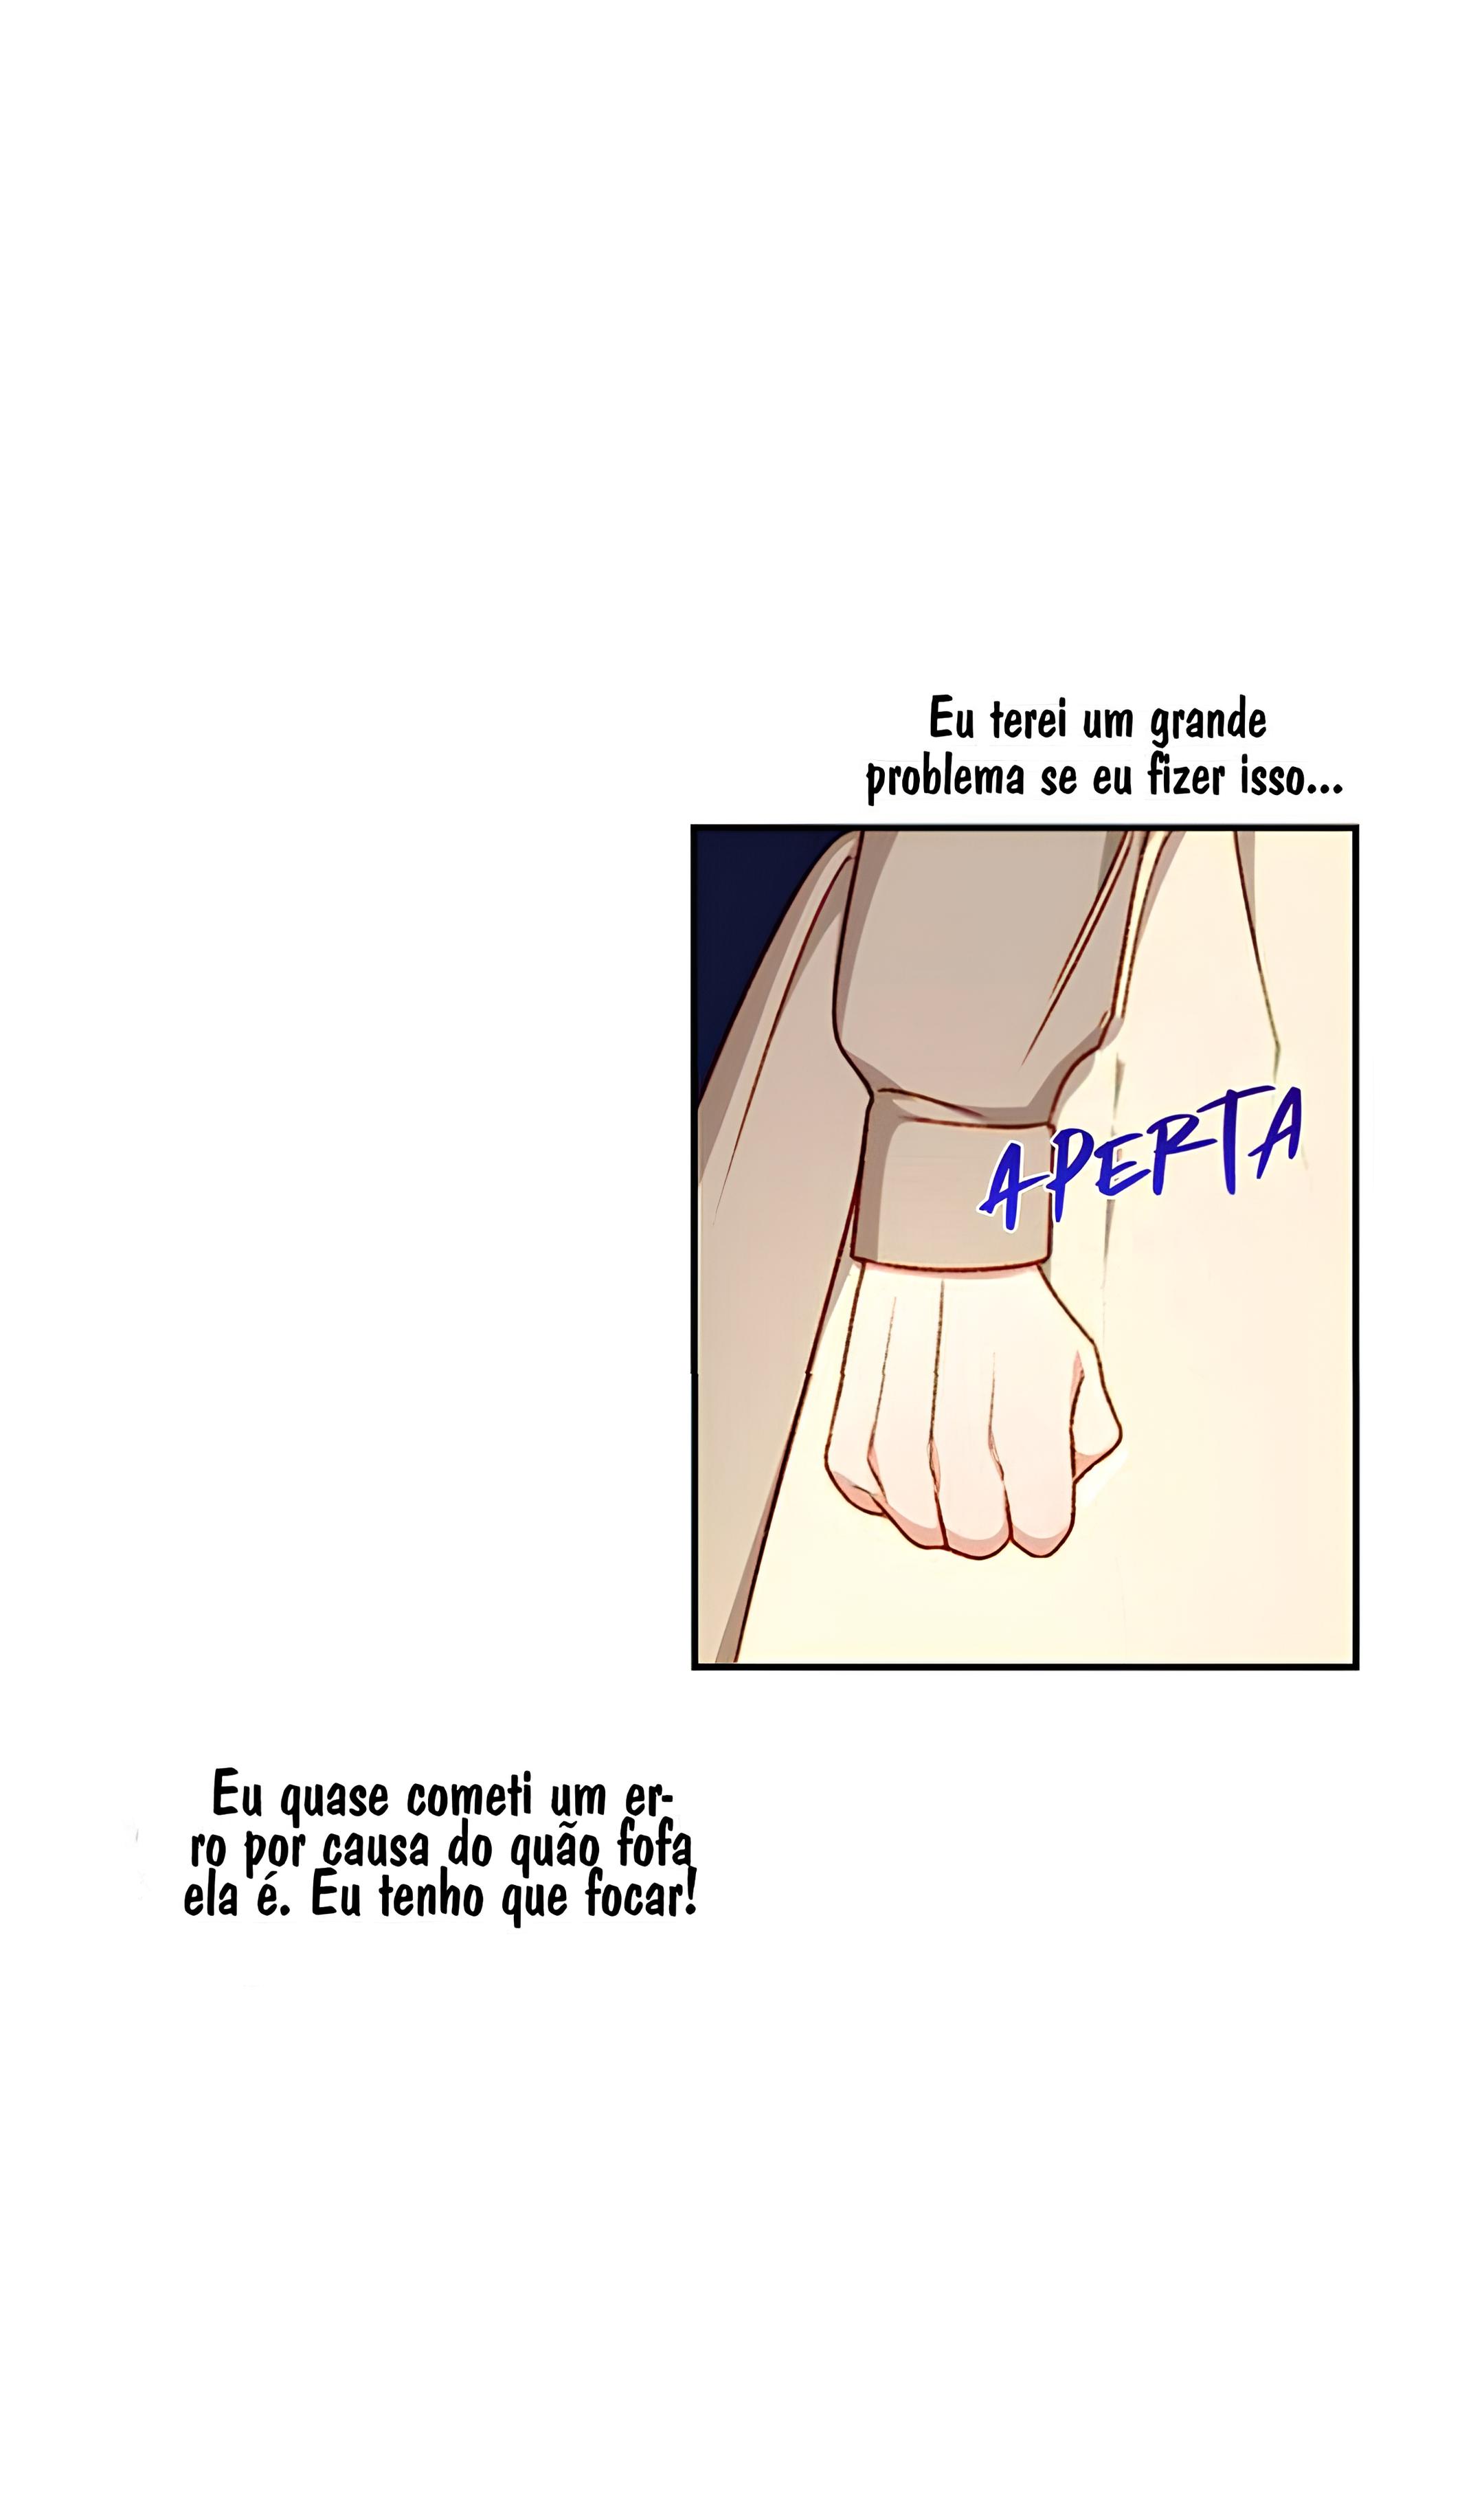 Eu terei um grande
problema se eu fizer isso...
APERTA
Eu quase cometi um er-
ro por causa do quão fofa
ela é. Eu tenho que focar!